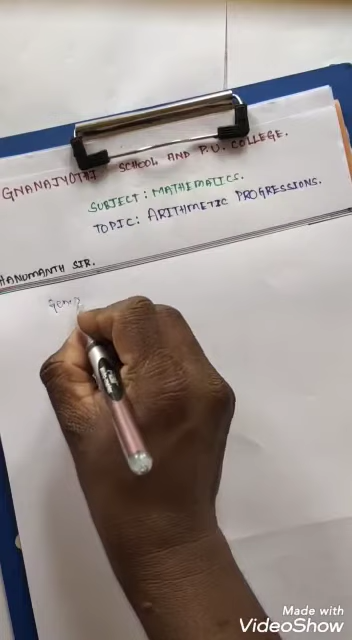 GNANAJYOTHI SCHOOL AND P.U. COLLEGE.
SUBJECT: MATHEMATICS.
TOPIC: ARITHMETIC PROGRESSIONS.
HANUMANTH SIR.
Made with
VideoShow